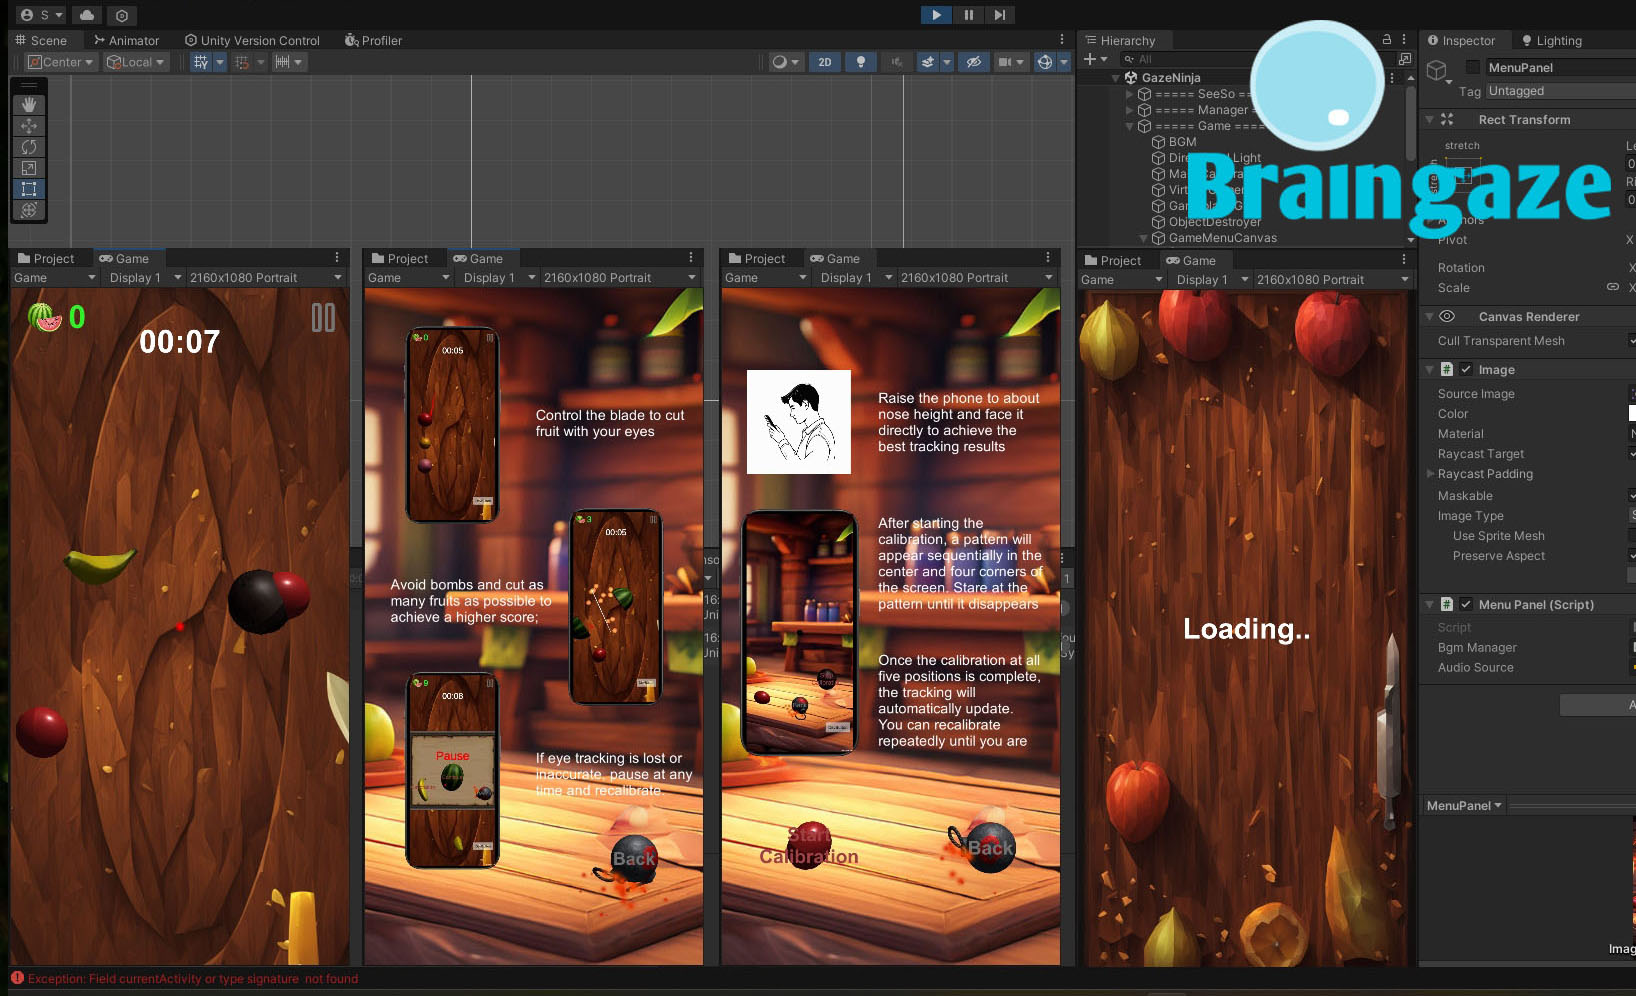 S
Scene
Animator
Unity Version Control
Profiler
Center
Local
2D
Hierarchy
All
GazeNinja
===== SeeSo ==
===== Manager =
===== Game ====
BGM
Light
ObjectDestroyer
GameMenuCanvas
Braingaze
Inspector
Lighting
MenuPanel
Tag
Untagged
Rect Transform
stretch
Pivot
X
Rotation
X
Scale
X
Canvas Renderer
Cull Transparent Mesh
Image
Source Image
Color
Material
Raycast Target
Raycast Padding
Maskable
Image Type
Use Sprite Mesh
Preserve Aspect
Menu Panel (Script)
Script
Bgm Manager
Audio Source
MenuPanel
Imag
Project
Game
Game
Display 1
2160x1080 Portrait
0
00:07
Project
Game
Game
Display 1
2160x1080 Portrait
0
00:05
Control the blade to cut
fruit with your eyes
3
00:05
Avoid bombs and cut as
many fruits as possible to
achieve a higher score;
9
00:08
Pause
If eye tracking is lost or
inaccurate, pause at any
time and recalibrate.
Back
Project
Game
Game
Display 1
2160x1080 Portrait
Raise the phone to about
nose height and face it
directly to achieve the
best tracking results
After starting the
calibration, a pattern will
appear sequentially in the
center and four corners of
the screen. Stare at the
pattern until it disappears
Once the calibration at all
five positions is complete,
the tracking will
automatically update.
You can recalibrate
repeatedly until you are
Start
Calibration
Back
Project
Game
Game
Display 1
2160x1080 Portrait
Loading..
Exception: Field currentActivity or type signature not found